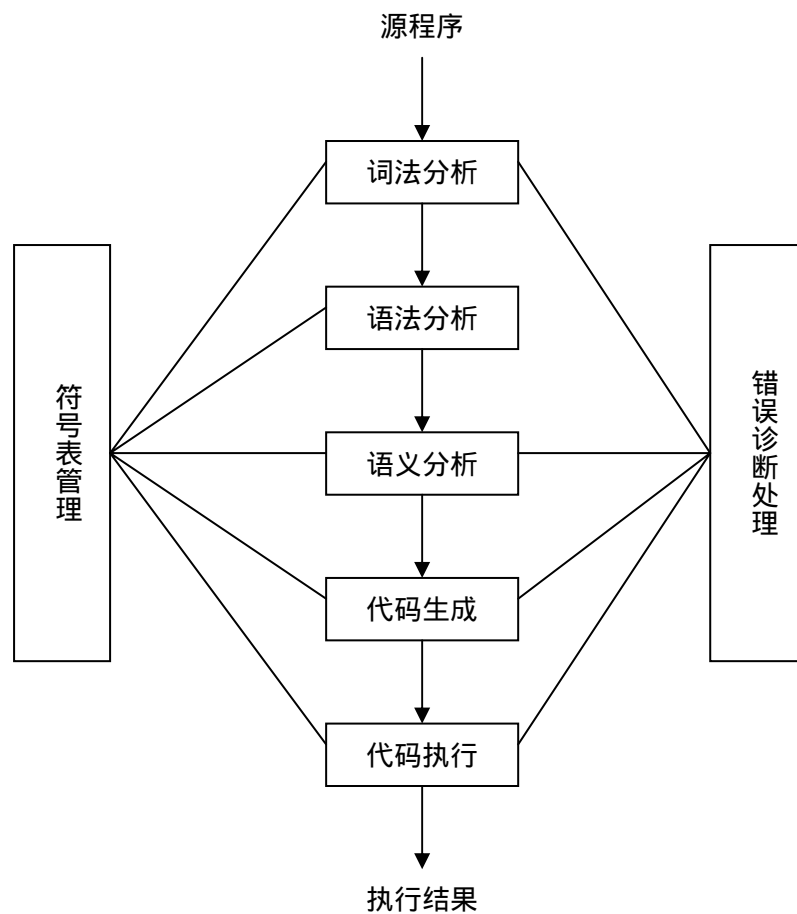 源程序
词法分析
语法分析
符号表管理
错误诊断处理
语义分析
代码生成
代码执行
执行结果